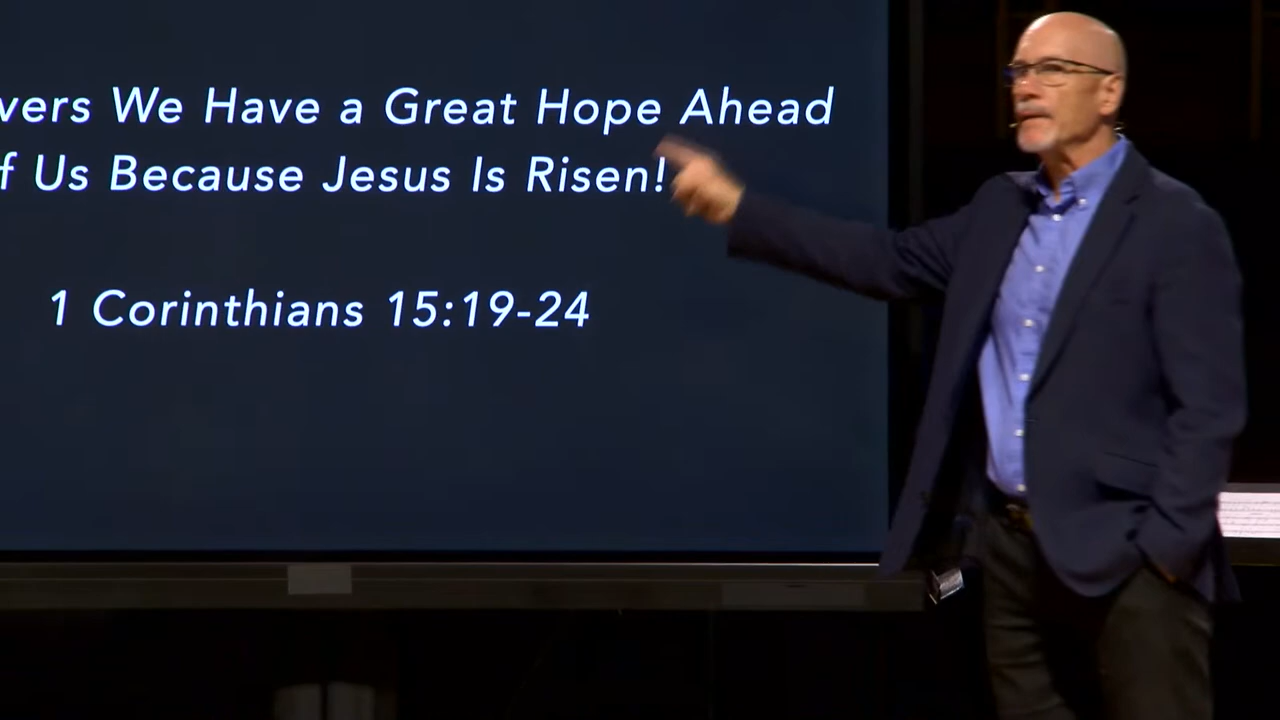 vers We Have a Great Hope Ahead
f Us Because Jesus Is Risen!
1 Corinthians 15:19-24